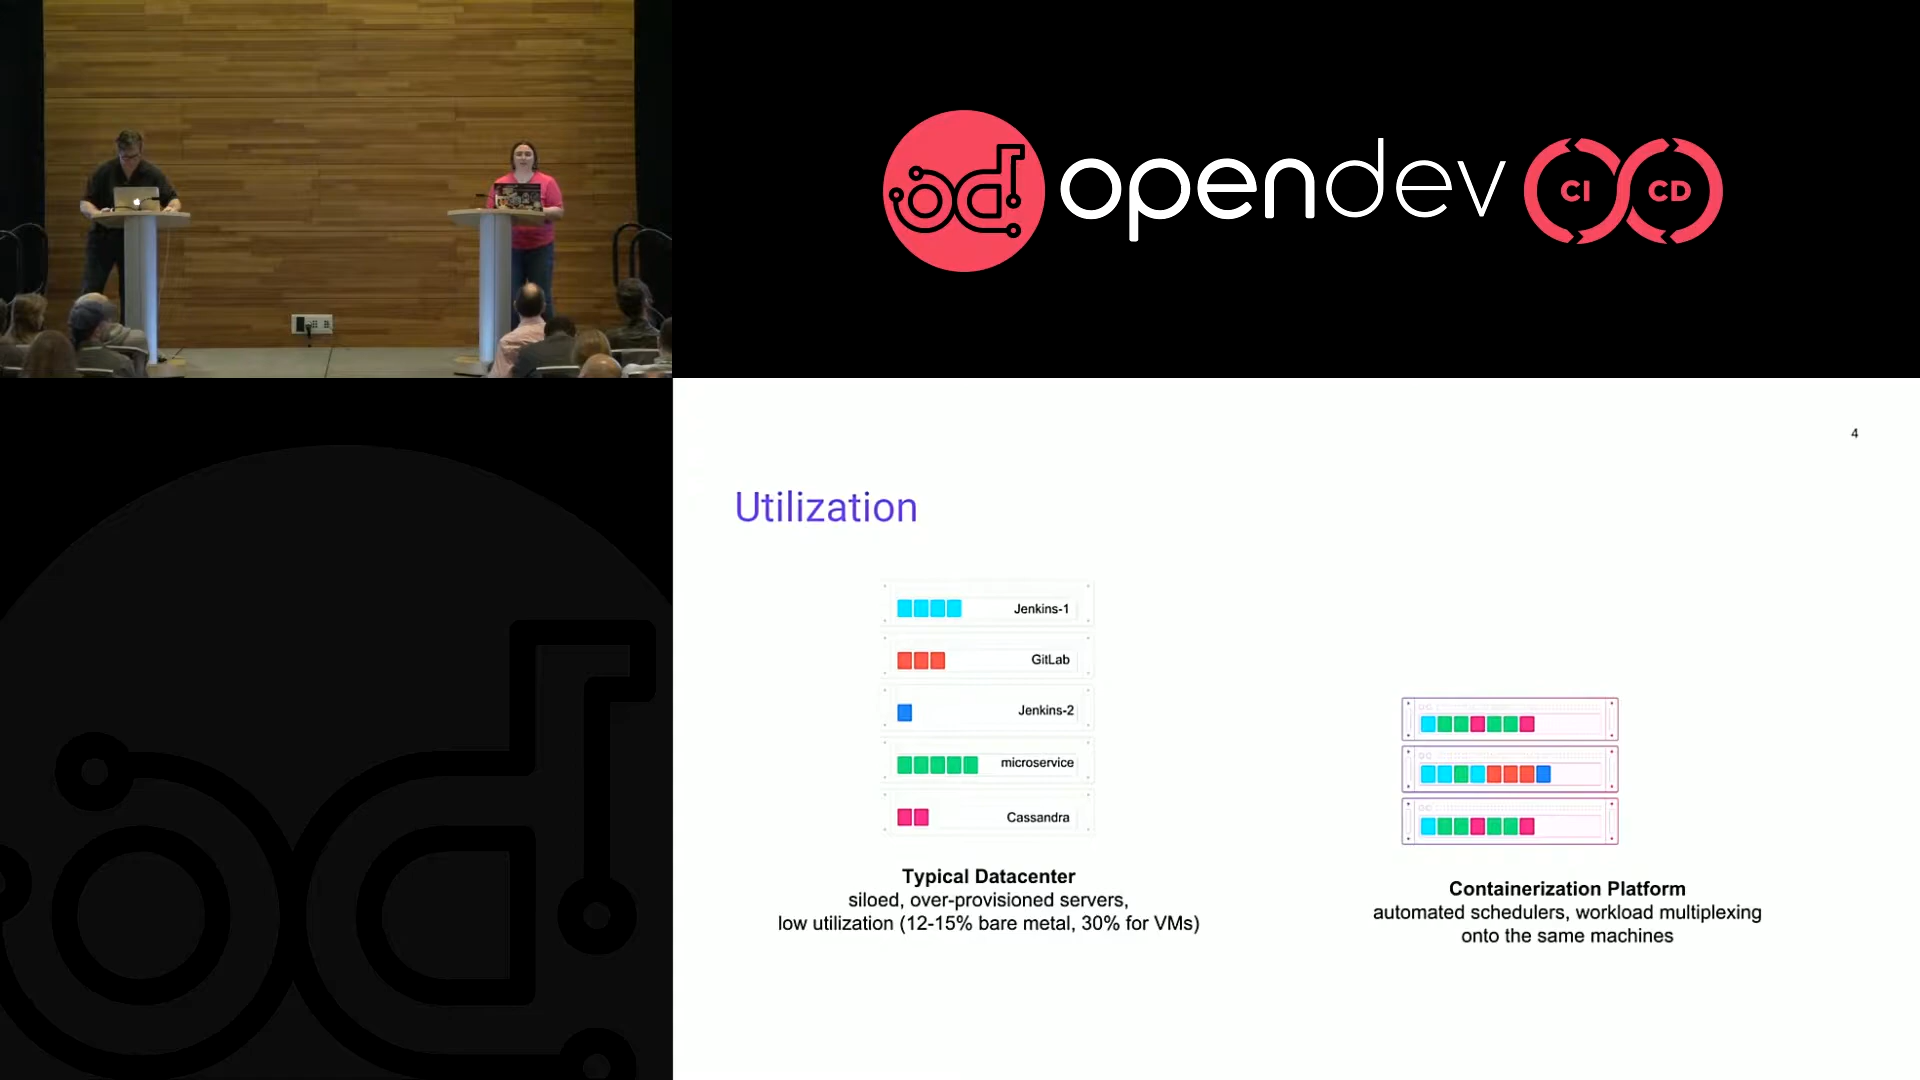 opendev CI CD
4
Utilization
Jenkins-1
GitLab
Jenkins-2
microservice
Cassandra
Typical Datacenter
siloed, over-provisioned servers,
low utilization (12-15% bare metal, 30% for VMs)
Containerization Platform
automated schedulers, workload multiplexing
onto the same machines